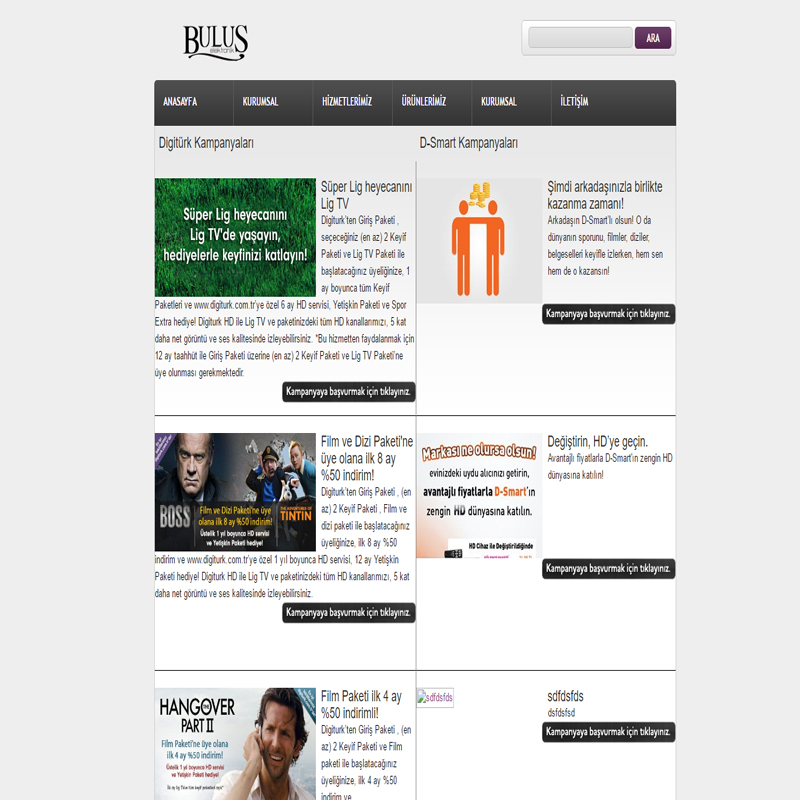 BULUS
elektronik
ARA
ANASAYFA
KURUMSAL
HİZMETLERİMİZ
ÜRÜNLERİMİZ
KURUMSAL
İLETİŞİM
Digitürk Kampanyaları
Süper Lig heyecanını
Lig TV'de yaşayın,
hediyelerle keyfinizi katlayın!
Süper Lig heyecanını
Lig TV
Digiturk'ten Giriş Paketi ,
seçeceğiniz (en az) 2 Keyif
Paketi ve Lig TV Paketi ile
başlatacağınız üyeliğinize, 1
ay boyunca tüm Keyif
Paketleri ve www.digiturk.com.tr'ye özel 6 ay HD servisi, Yetişkin Paketi ve Spor
Extra hediye! Digiturk HD ile Lig TV ve paketinizdeki tüm HD kanallarımızı, 5 kat
daha net görüntü ve ses kalitesinde izleyebilirsiniz. *Bu hizmetten faydalanmak için
12 ay taahhüt ile Giriş Paketi üzerine (en az) 2 Keyif Paketi ve Lig TV Paketi'ne
üye olunması gerekmektedir.
Kampanyaya başvurmak için tıklayınız.
BOSS
Film ve Dizi Paketi'ne üye
olana ilk 8 ay %50 indirim!
Üstelik 1 yıl boyunca HD servisi
ve Yetişkin Paketi hediye!
THE ADVENTURES OF
TINTIN
Film ve Dizi Paketi'ne
üye olana ilk 8 ay
%50 indirim!
Digiturk'ten Giriş Paketi , (en
az) 2 Keyif Paketi , Film ve
dizi paketi ile başlatacağınız
üyeliğinize, ilk 8 ay %50
indirim ve www.digiturk.com.tr'ye özel 1 yıl boyunca HD servisi, 12 ay Yetişkin
Paketi hediye! Digiturk HD ile Lig TV ve paketinizdeki tüm HD kanallarımızı, 5 kat
daha net görüntü ve ses kalitesinde izleyebilirsiniz.
Kampanyaya başvurmak için tıklayınız.
THE
HANGOVER
PART II
Film Paketi'ne üye olana
ilk 4 ay %50 indirim!
Üstelik 1 yıl boyunca HD servisi
ve Yetişkin Paketi hediye!
Film Paketi ilk 4 ay
%50 indirimli!
Digiturk'ten Giriş Paketi , (en
az) 2 Keyif Paketi ve Film
paketi ile başlatacağınız
üyeliğinize, ilk 4 ay %50
indirim ve
D-Smart Kampanyaları
Şimdi arkadaşınızla birlikte
kazanma zamanı!
Arkadaşın D-Smart'lı olsun! O da
dünyanın sporunu, filmler, diziler,
belgeselleri keyifle izlerken, hem sen
hem de o kazansın!
Kampanyaya başvurmak için tıklayınız.
Markası ne olursa olsun!
evinizdeki uydu alıcınızı getirin,
avantajlı fiyatlarla D-Smart'ın
zengin HD dünyasına katılın.
HD Cihaz ile Değiştirildiğinde
Değiştirin, HD'ye geçin.
Avantajlı fiyatlarla D-Smart'ın zengin HD
dünyasına katılın!
Kampanyaya başvurmak için tıklayınız.
sdfdsfds
sdfdsfds
dsfdsfsd
Kampanyaya başvurmak için tıklayınız.